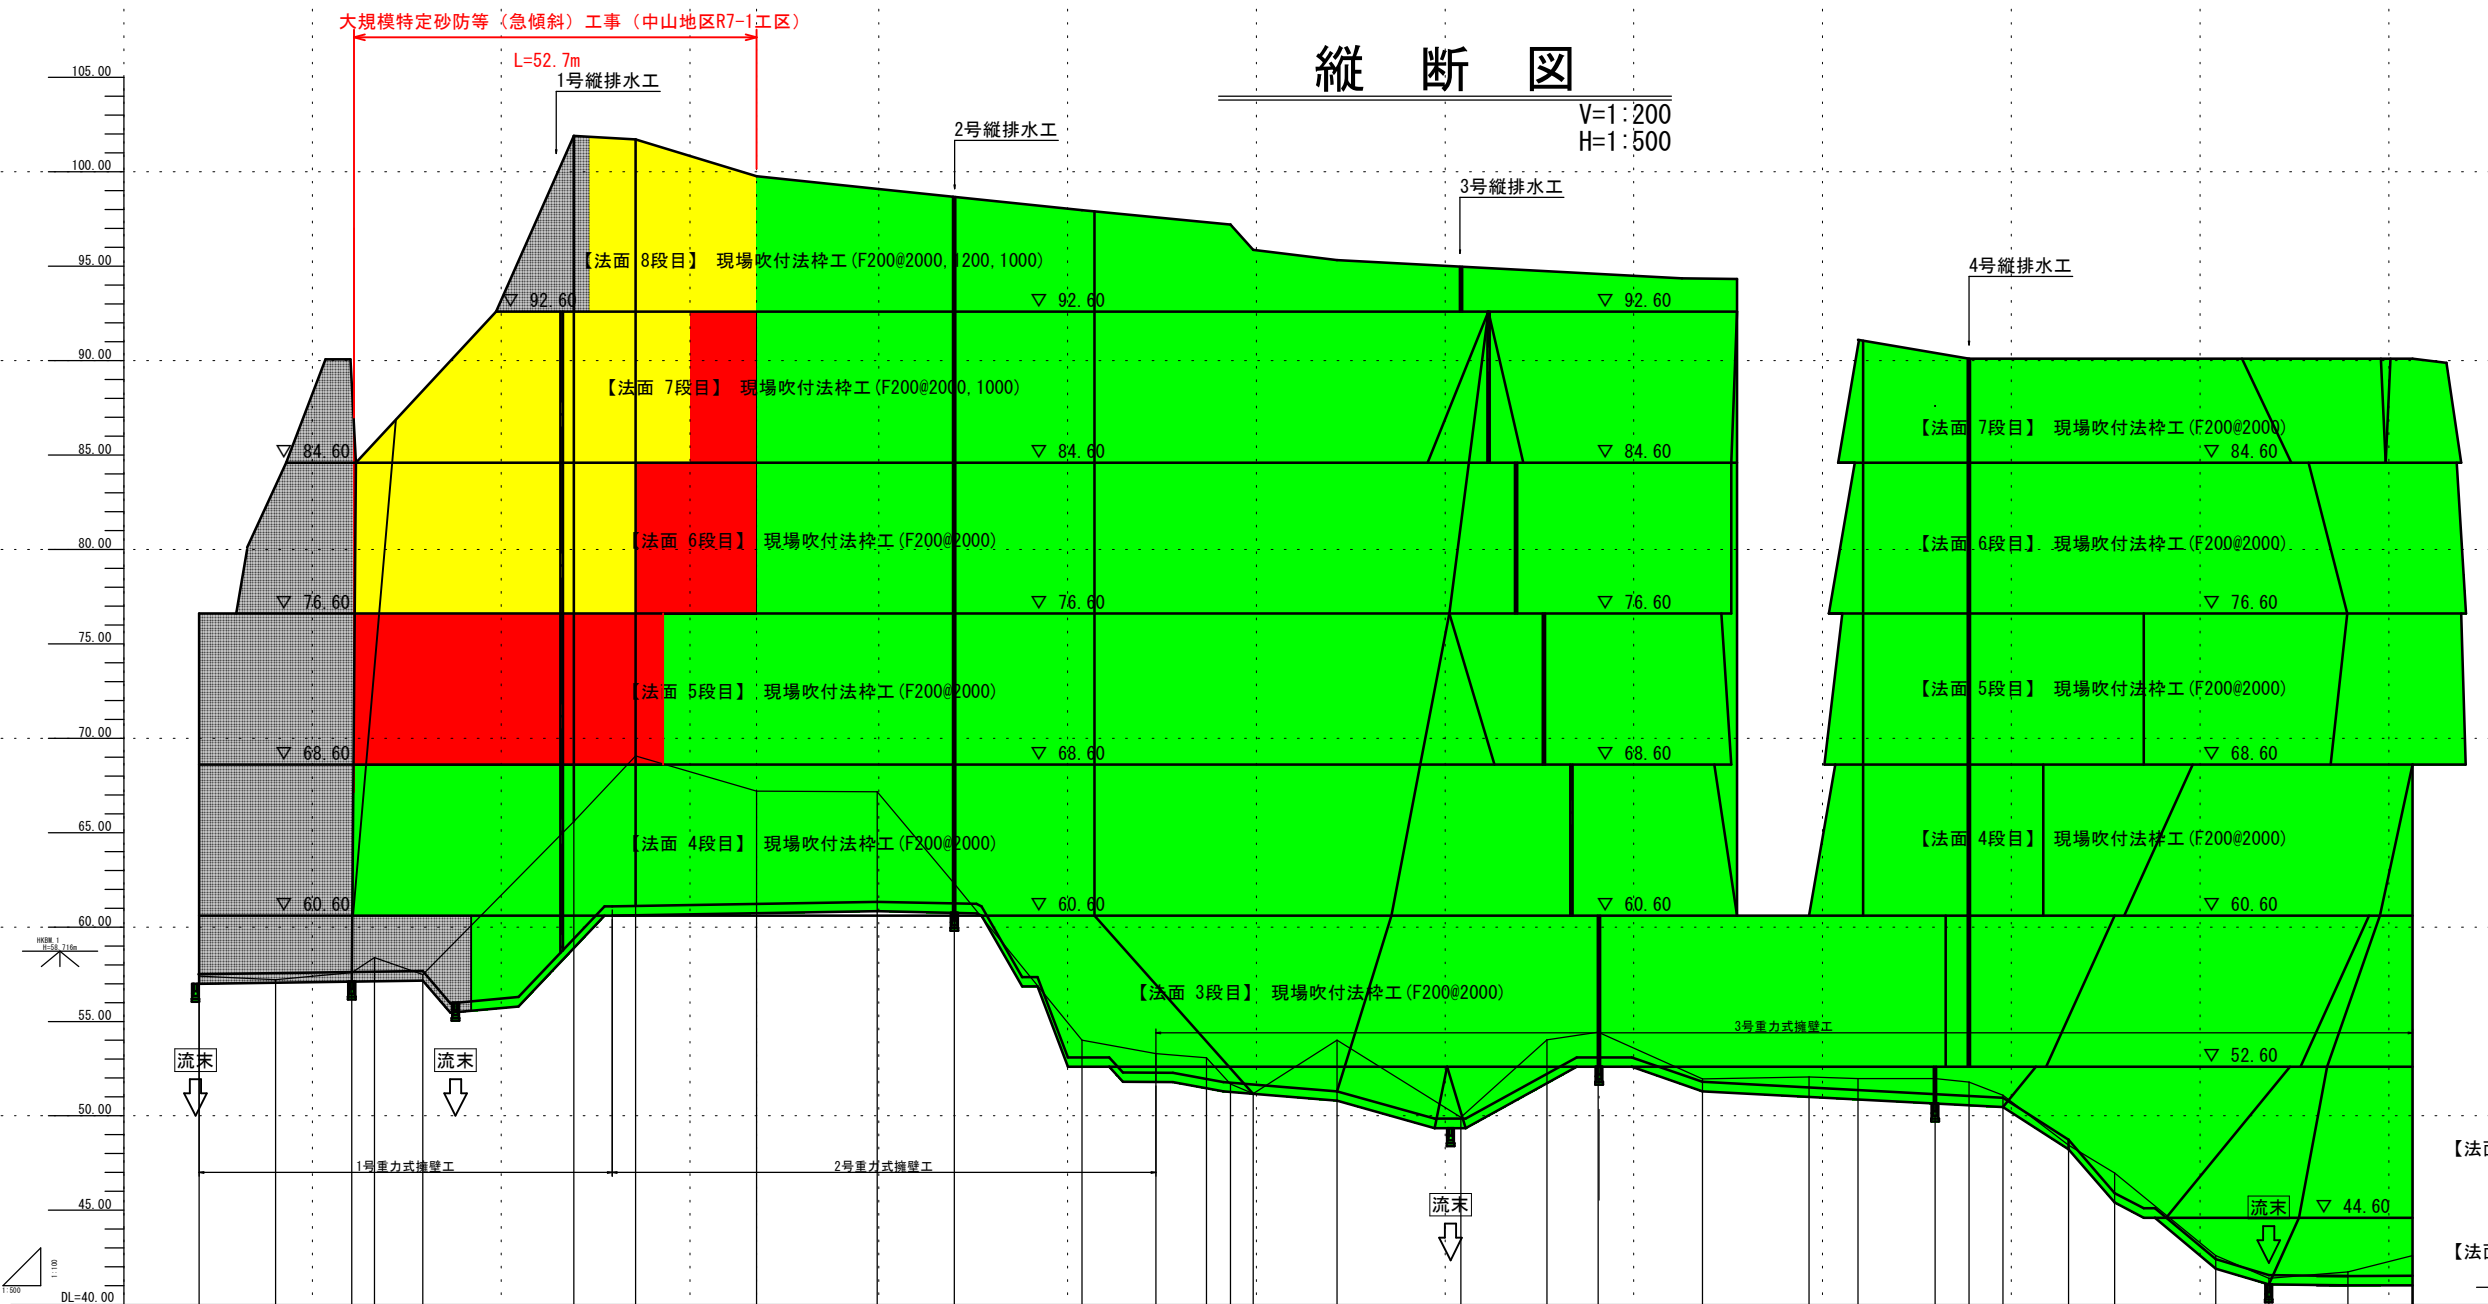 大規模特定砂防等（急傾斜）工事（中山地区R7-1工区）
L=52.7m
縦 断 図
V=1:200
H=1:500
1号縦排水工
2号縦排水工
3号縦排水工
4号縦排水工
105.00
100.00
95.00
90.00
85.00
80.00
75.00
70.00
65.00
60.00
55.00
50.00
45.00
DL=40.00
【法面 8段目】 現場吹付法枠工(F200@2000,1200,1000)
▽ 92.60
▽ 92.60
▽ 92.60
【法面 7段目】 現場吹付法枠工(F200@2000,1000)
【法面 7段目】 現場吹付法枠工(F200@2000)
▽ 84.60
▽ 84.60
▽ 84.60
▽ 84.60
【法面 6段目】 現場吹付法枠工(F200@2000)
【法面 6段目】 現場吹付法枠工(F200@2000)
▽ 76.60
▽ 76.60
▽ 76.60
▽ 76.60
【法面 5段目】 現場吹付法枠工(F200@2000)
【法面 5段目】 現場吹付法枠工(F200@2000)
▽ 68.60
▽ 68.60
▽ 68.60
▽ 68.60
【法面 4段目】 現場吹付法枠工(F200@2000)
【法面 4段目】 現場吹付法枠工(F200@2000)
▽ 60.60
▽ 60.60
▽ 60.60
▽ 60.60
HKBM.1
H=58.716m
【法面 3段目】 現場吹付法枠工(F200@2000)
3号重力式擁壁工
▽ 52.60
流末
流末
1号重力式擁壁工
2号重力式擁壁工
流末
流末
▽ 44.60
【法面
【法面
1:100
1:500